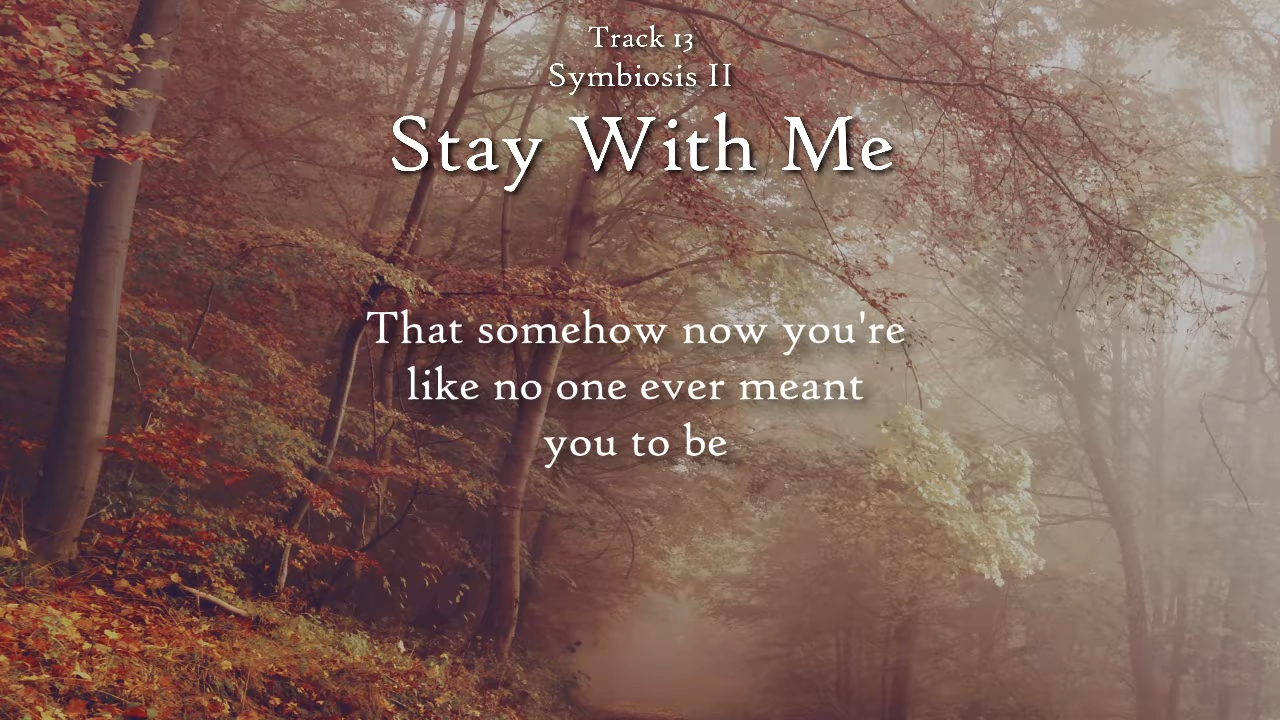 Track 13
Symbiosis II
Stay With Me
That somehow now you're
like no one ever meant
you to be